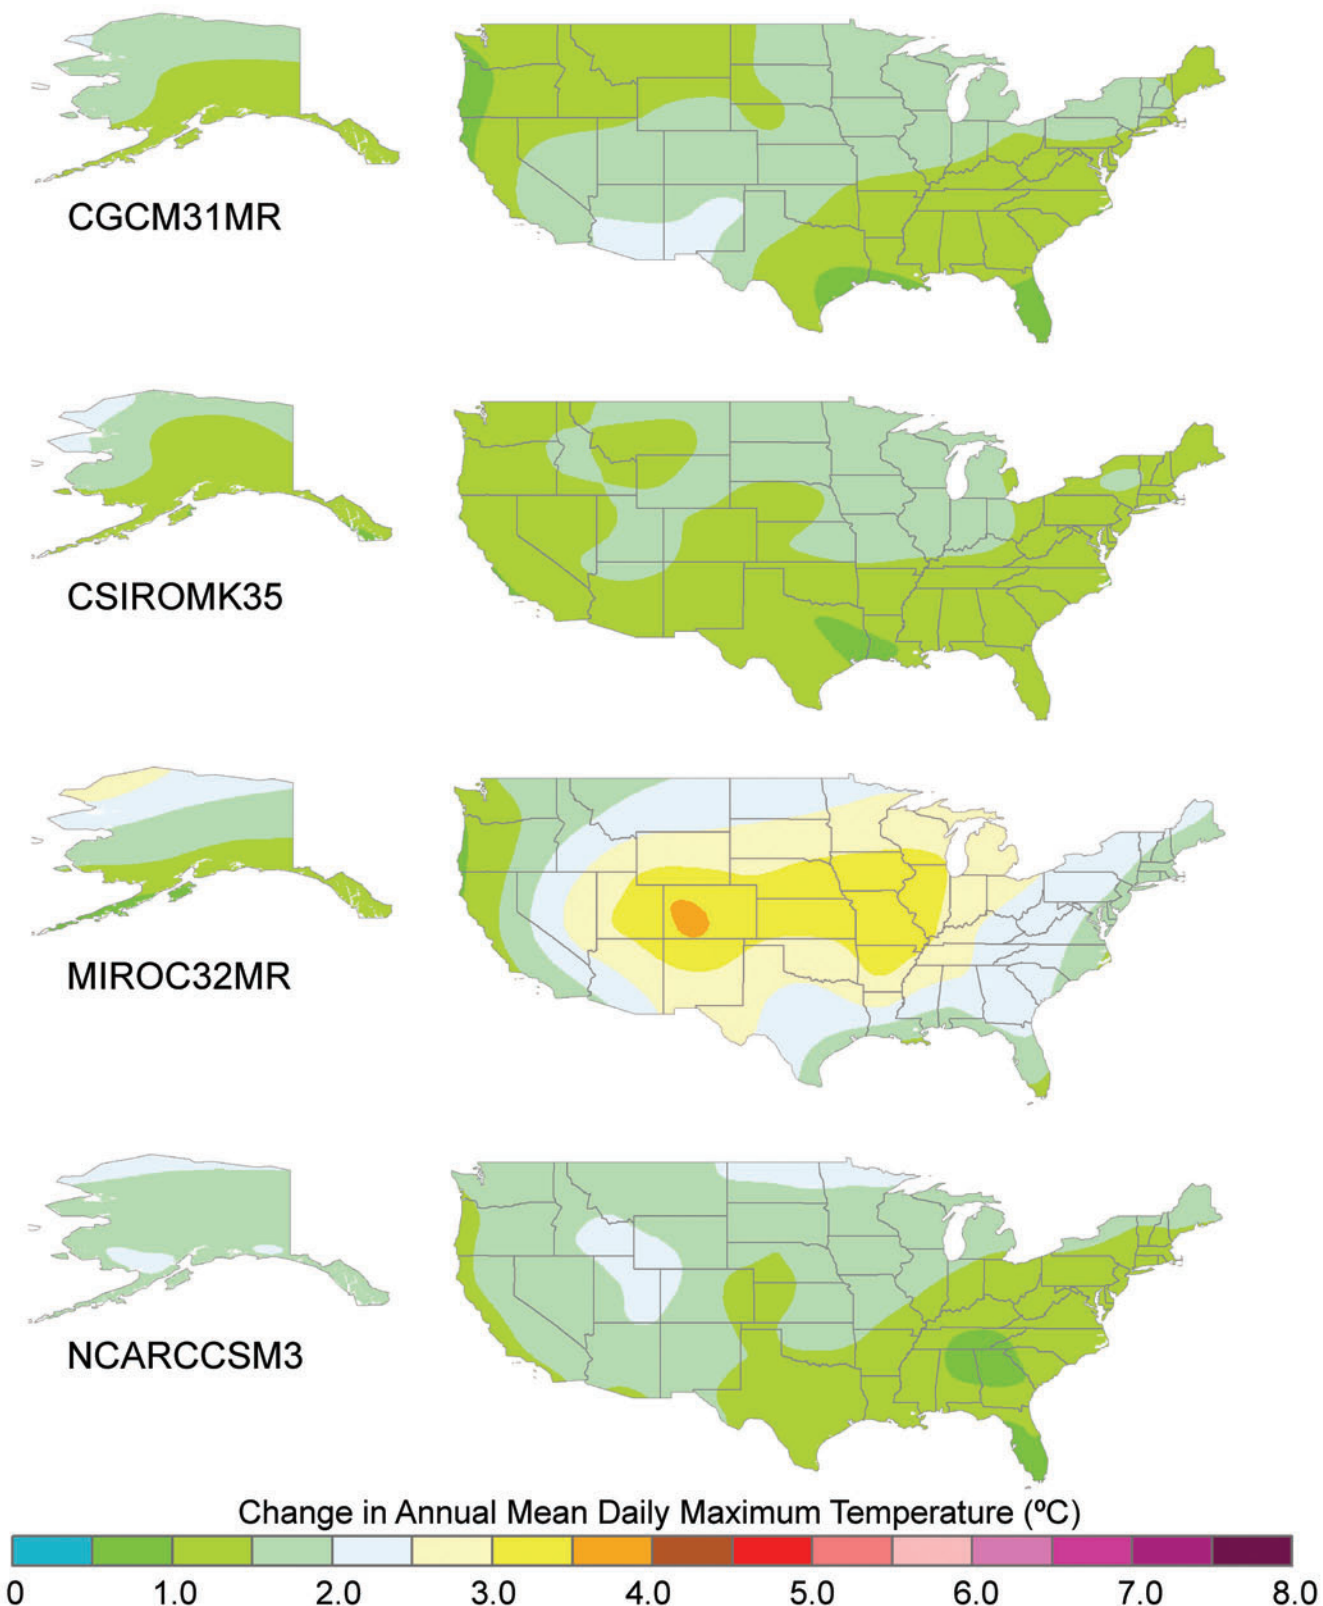 CGCM31MR
CSIROMK35
MIROC32MR
NCARCCSM3
Change in Annual Mean Daily Maximum Temperature (ºC)
0 1.0 2.0 3.0 4.0 5.0 6.0 7.0 8.0